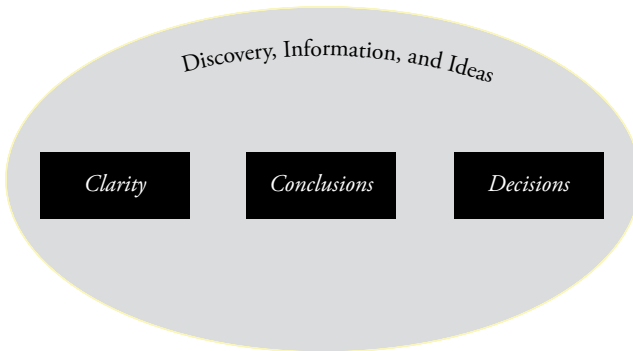 Discovery, Information, and Ideas
Clarity
Conclusions
Decisions